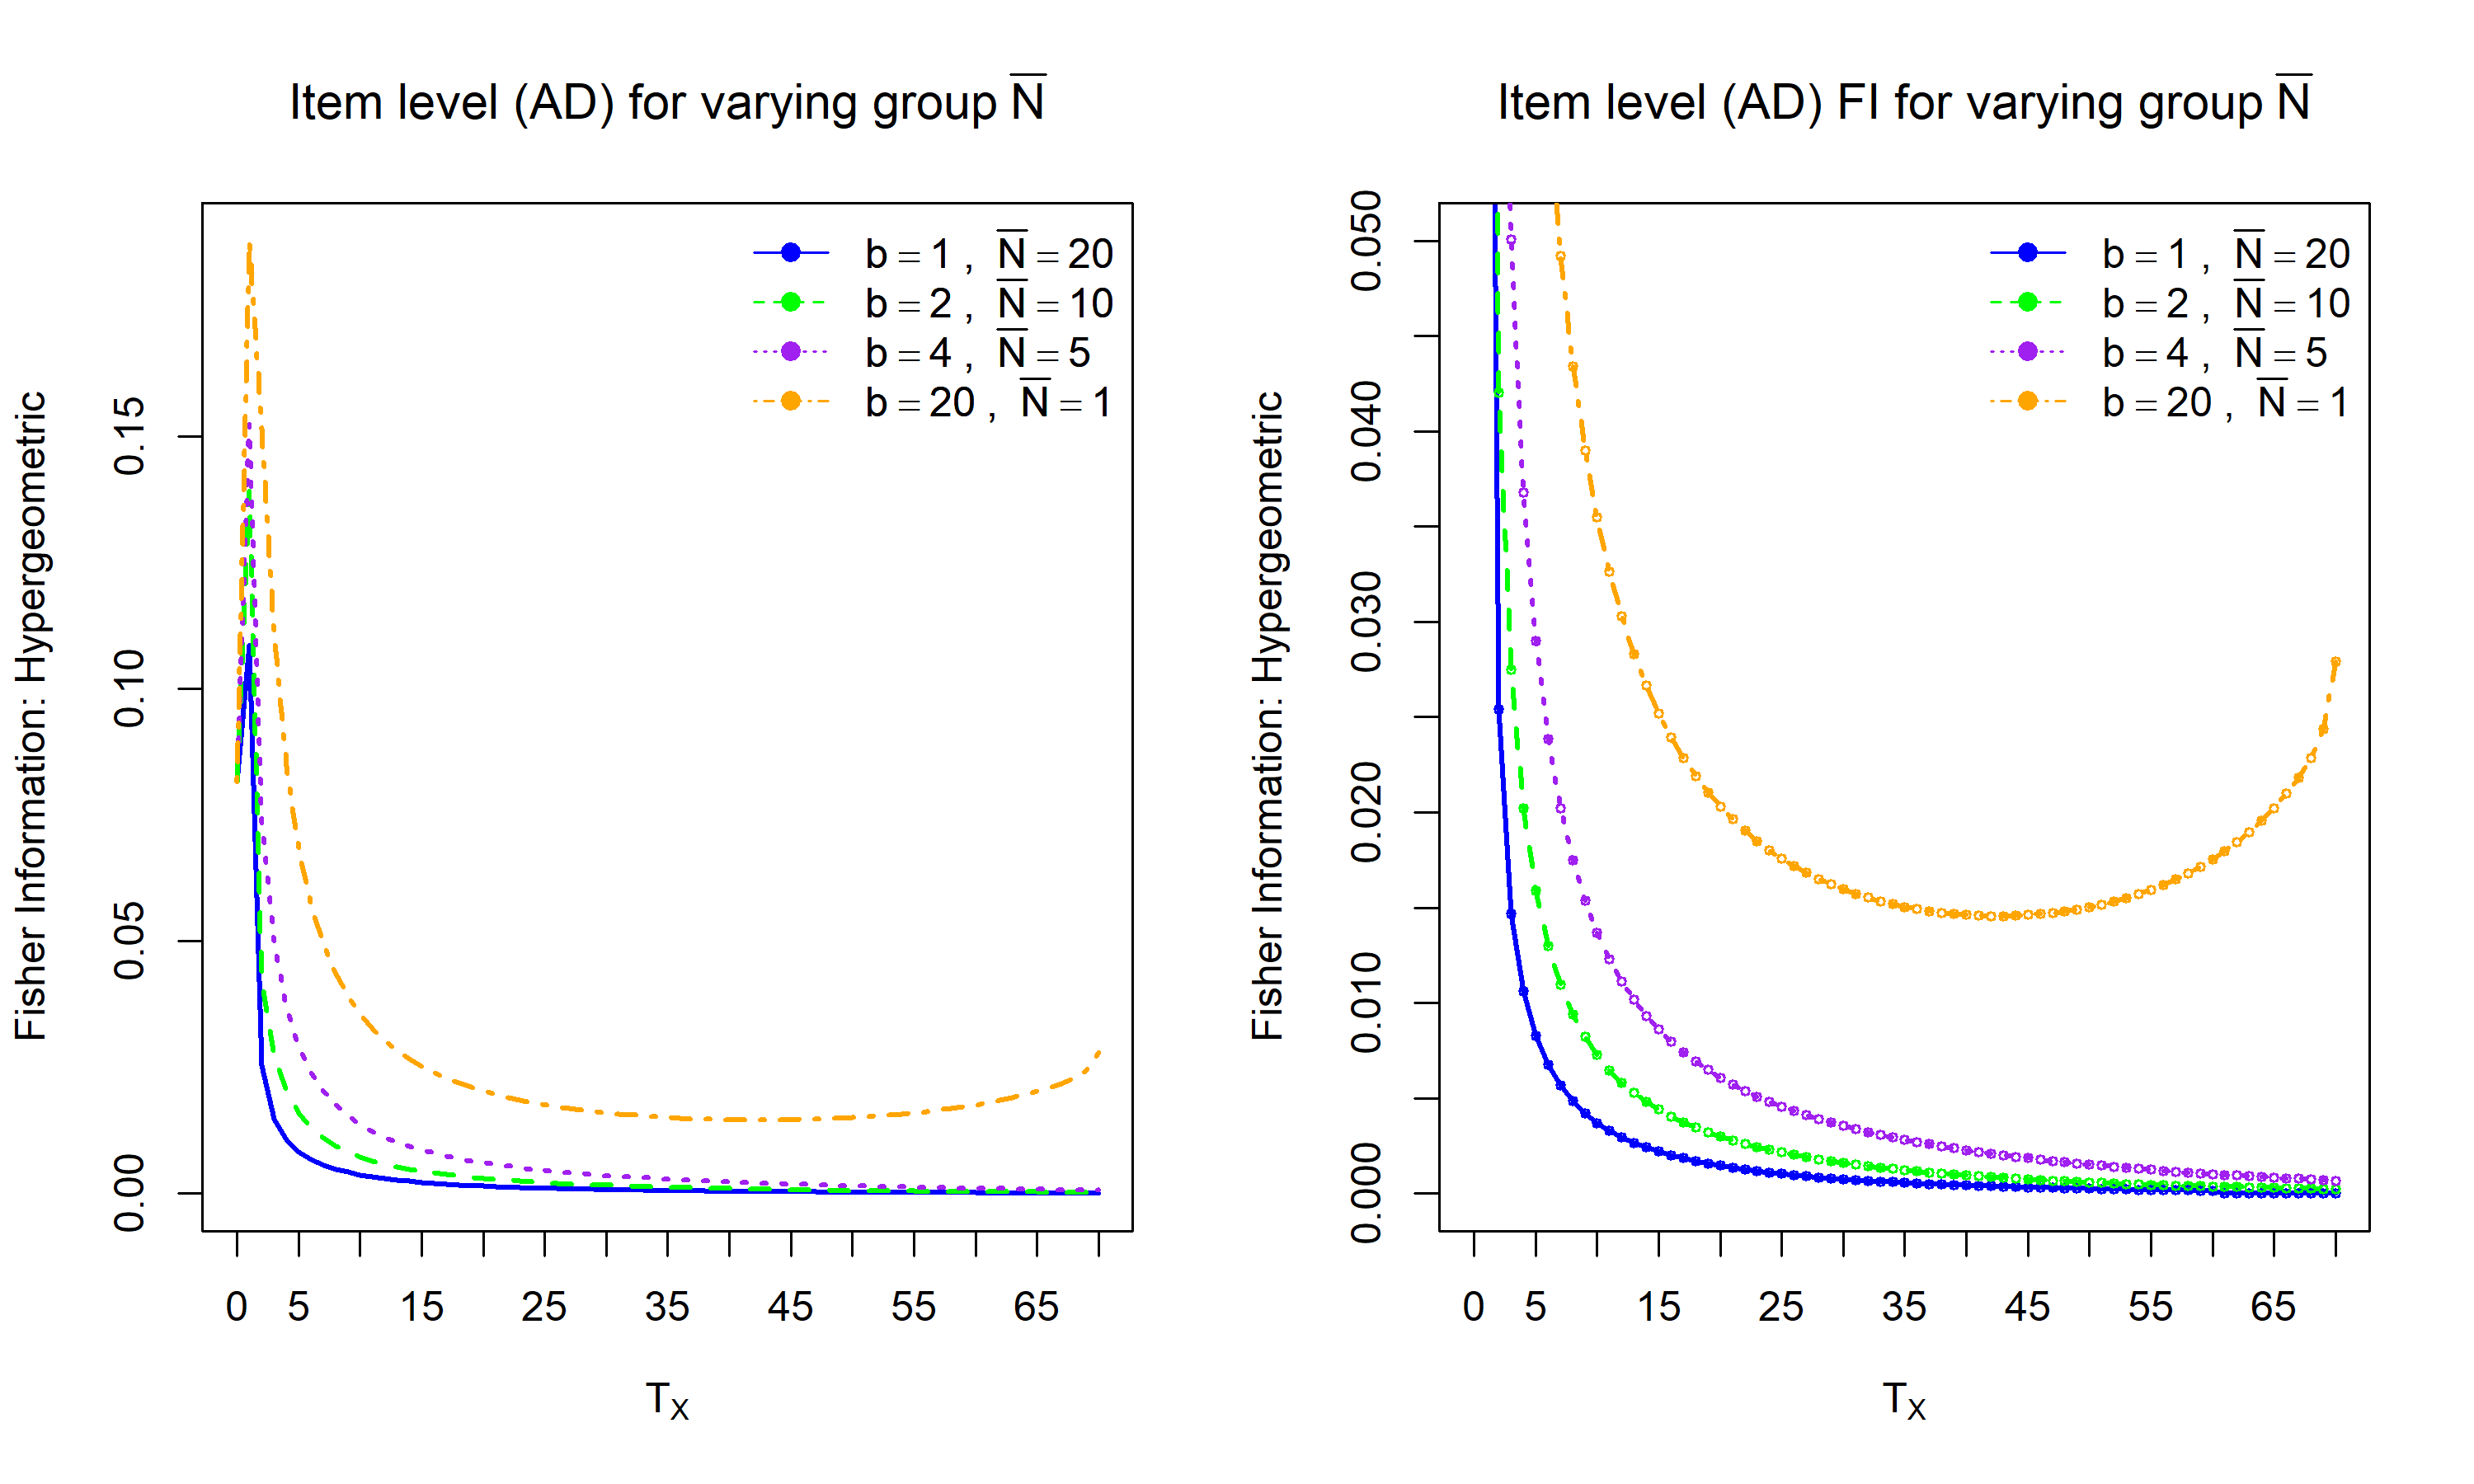 Item level (AD) for varying group N̅
Fisher Information: Hypergeometric
0.15
0.10
0.05
0.00
b = 1 , N̅ = 20
b = 2 , N̅ = 10
b = 4 , N̅ = 5
b = 20 , N̅ = 1
0 5 15 25 35 45 55 65
T_X
Item level (AD) FI for varying group N̅
Fisher Information: Hypergeometric
0.050
0.040
0.030
0.020
0.010
0.000
b = 1 , N̅ = 20
b = 2 , N̅ = 10
b = 4 , N̅ = 5
b = 20 , N̅ = 1
0 5 15 25 35 45 55 65
T_X